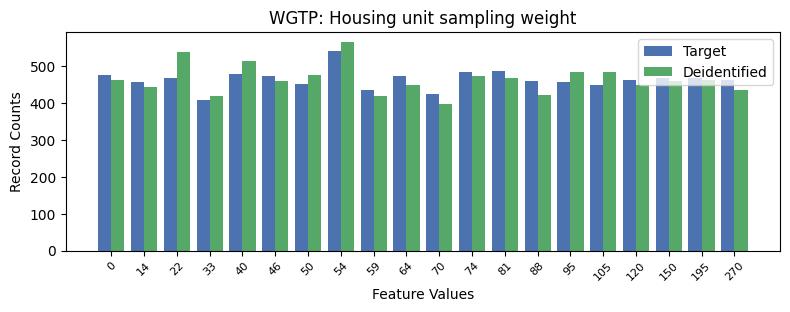 WGTP: Housing unit sampling weight
Target
Deidentified
Record Counts
500
400
300
200
100
0
0 14 22 33 40 46 50 54 59 64 70 74 81 88 95 105 120 150 195 270
Feature Values